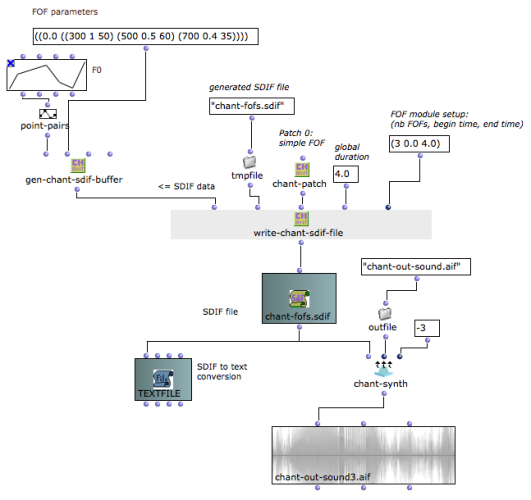 FOF parameters
((0.0 ((300 1 50) (500 0.5 60) (700 0.4 35))))
F0
point-pairs
gen-chant-sdif-buffer
<= SDIF data
generated SDIF file
"chant-fofs.sdif"
tmpfile
Patch 0:
simple FOF
chant-patch
global
duration
4.0
FOF module setup:
(nb FOFs, begin time, end time)
(3 0.0 4.0)
write-chant-sdif-file
SDIF file
chant-fofs.sdif
"chant-out-sound.aif"
outfile
-3
chant-synth
SDIF to text
conversion
TEXTFILE
chant-out-sound3.aif